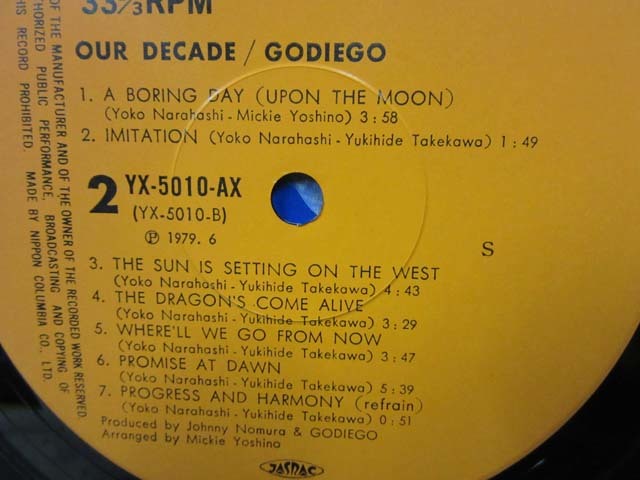 33⅓RPM
OUR DECADE / GODIEGO
1. A BORING DAY (UPON THE MOON)
(Yoko Narahashi - Mickie Yoshino) 3 : 58
2. IMITATION (Yoko Narahashi - Yukihide Takekawa) 1 : 49
2 YX-5010-AX
(YX-5010-B)
Ⓟ 1979. 6
S
3. THE SUN IS SETTING ON THE WEST
(Yoko Narahashi - Yukihide Takekawa) 4 : 43
4. THE DRAGON'S COME ALIVE
(Yoko Narahashi - Yukihide Takekawa) 3 : 29
5. WHERE'LL WE GO FROM NOW
(Yoko Narahashi - Yukihide Takekawa) 3 : 47
6. PROMISE AT DAWN
(Yoko Narahashi - Yukihide Takekawa) 5 : 39
7. PROGRESS AND HARMONY (refrain)
(Yoko Narahashi - Yukihide Takekawa) 0 : 51
Produced by Johnny Nomura & GODIEGO
Arranged by Mickie Yoshino
JASRAC
OF THE MANUFACTURER AND OF THE OWNER OF THE RECORDED WORK RESERVED.
PUBLIC PERFORMANCE, BROADCASTING AND COPYING OF
THIS RECORD PROHIBITED. MADE BY NIPPON COLUMBIA CO., LTD.